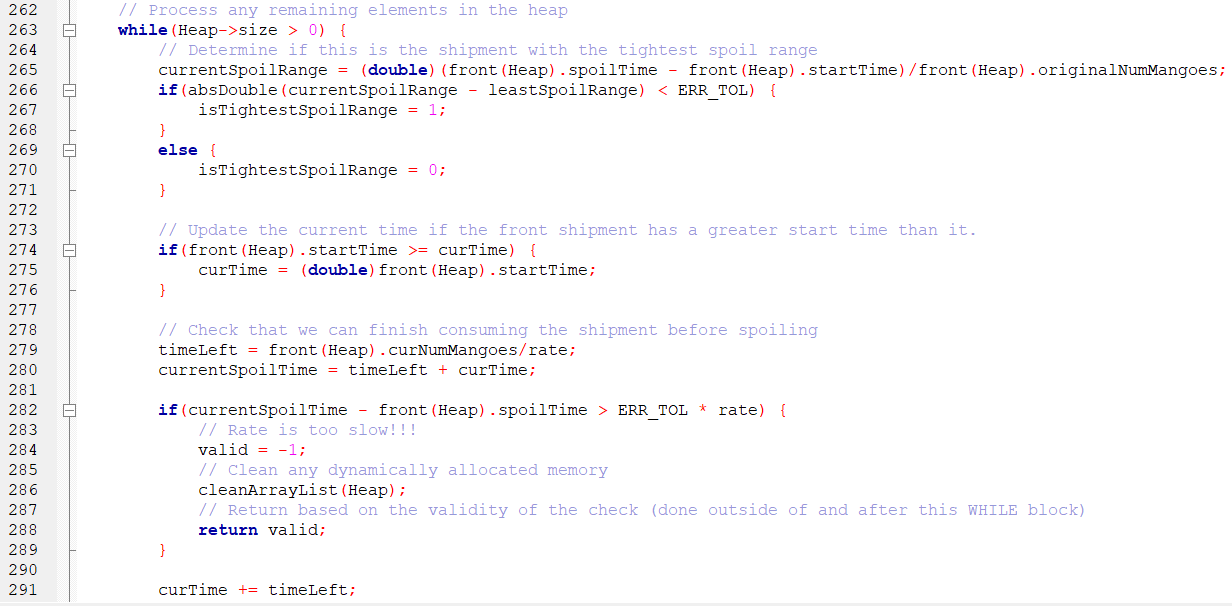 262 // Process any remaining elements in the heap
263 while(Heap->size > 0) {
264 // Determine if this is the shipment with the tightest spoil range
265 currentSpoilRange = (double)(front(Heap).spoilTime - front(Heap).startTime)/front(Heap).originalNumMangoes;
266 if(absDouble(currentSpoilRange - leastSpoilRange) < ERR_TOL) {
267 isTightestSpoilRange = 1;
268 }
269 else {
270 isTightestSpoilRange = 0;
271 }
272
273 // Update the current time if the front shipment has a greater start time than it.
274 if(front(Heap).startTime >= curTime) {
275 curTime = (double)front(Heap).startTime;
276 }
277
278 // Check that we can finish consuming the shipment before spoiling
279 timeLeft = front(Heap).curNumMangoes/rate;
280 currentSpoilTime = timeLeft + curTime;
281
282 if(currentSpoilTime - front(Heap).spoilTime > ERR_TOL * rate) {
283 // Rate is too slow!!!
284 valid = -1;
285 // Clean any dynamically allocated memory
286 cleanArrayList(Heap);
287 // Return based on the validity of the check (done outside of and after this WHILE block)
288 return valid;
289 }
290
291 curTime += timeLeft;